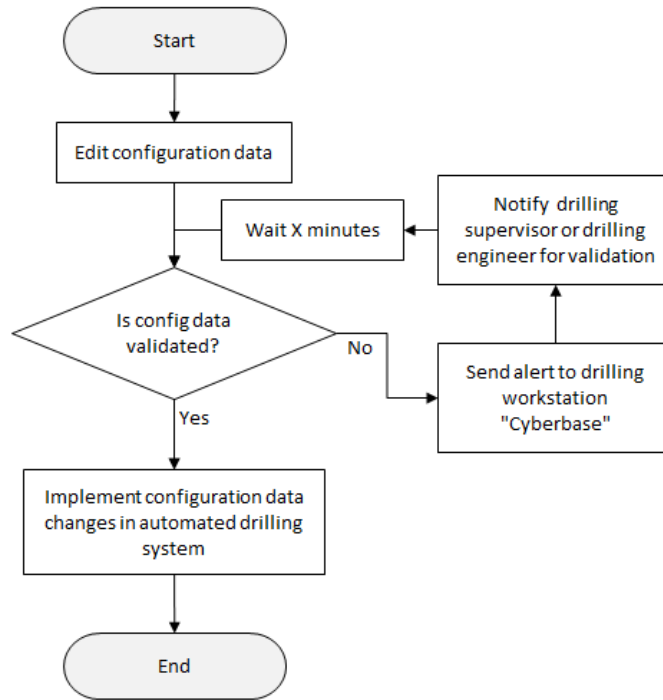 Start
Edit configuration data
Wait X minutes
Notify drilling
supervisor or drilling
engineer for validation
Is config data
validated?
No
Send alert to drilling
workstation
"Cyberbase"
Yes
Implement configuration data
changes in automated drilling
system
End